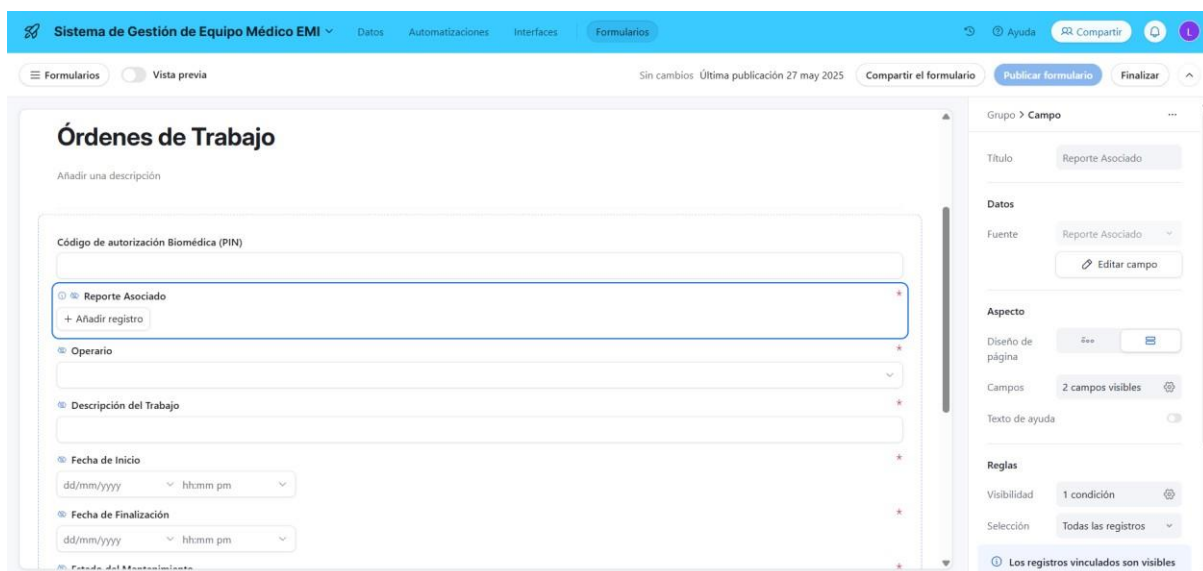 Sistema de Gestión de Equipo Médico EMI Datos Automatizaciones Interfaces Formularios Ayuda Compartir L
Formularios Vista previa Sin cambios Última publicación 27 may 2025 Compartir el formulario Publicar formulario Finalizar
Grupo > Campo ...
Órdenes de Trabajo
Añadir una descripción
Código de autorización Biomédica (PIN)
Reporte Asociado *
+ Añadir registro
Operario *
Descripción del Trabajo *
Fecha de Inicio *
dd/mm/yyyy hh:mm pm
Fecha de Finalización *
dd/mm/yyyy hh:mm pm
Estado del Mantenimiento *
Título Reporte Asociado
Datos
Fuente Reporte Asociado
Editar campo
Aspecto
Diseño de
página
Campos 2 campos visibles
Texto de ayuda
Reglas
Visibilidad 1 condición
Selección Todas las registros
Los registros vinculados son visibles